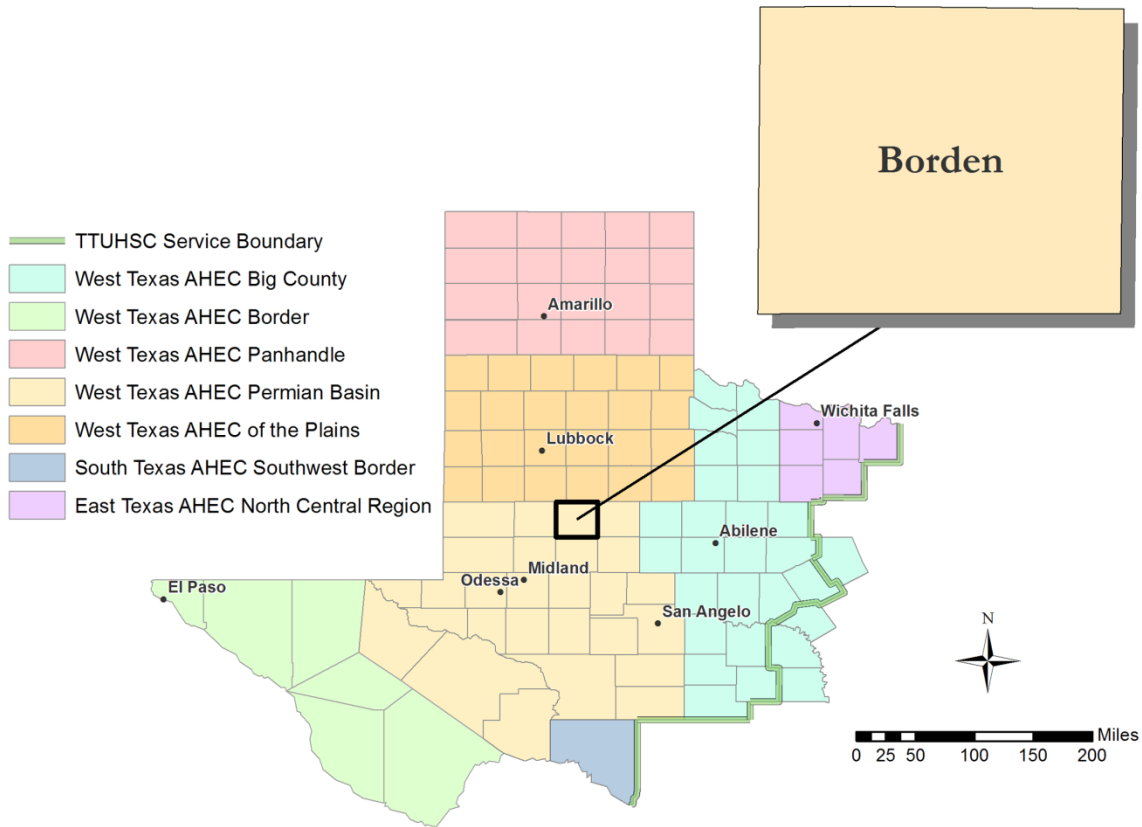 Borden
TTUHSC Service Boundary
West Texas AHEC Big County
West Texas AHEC Border
West Texas AHEC Panhandle
West Texas AHEC Permian Basin
West Texas AHEC of the Plains
South Texas AHEC Southwest Border
East Texas AHEC North Central Region
Amarillo
Wichita Falls
Lubbock
Abilene
Midland
Odessa
El Paso
San Angelo
N
Miles
0 25 50 100 150 200